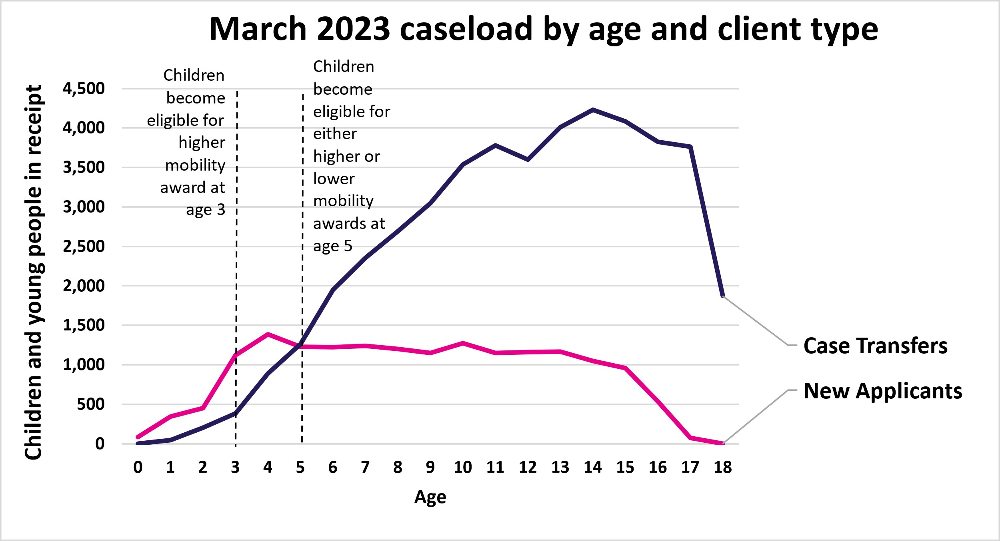 March 2023 caseload by age and client type
Children and young people in receipt
4,500
4,000
3,500
3,000
2,500
2,000
1,500
1,000
500
0
Children
become
eligible for
higher
mobility
award at
age 3
Children
become
eligible for
either
higher or
lower
mobility
awards at
age 5
Case Transfers
New Applicants
0 1 2 3 4 5 6 7 8 9 10 11 12 13 14 15 16 17 18
Age